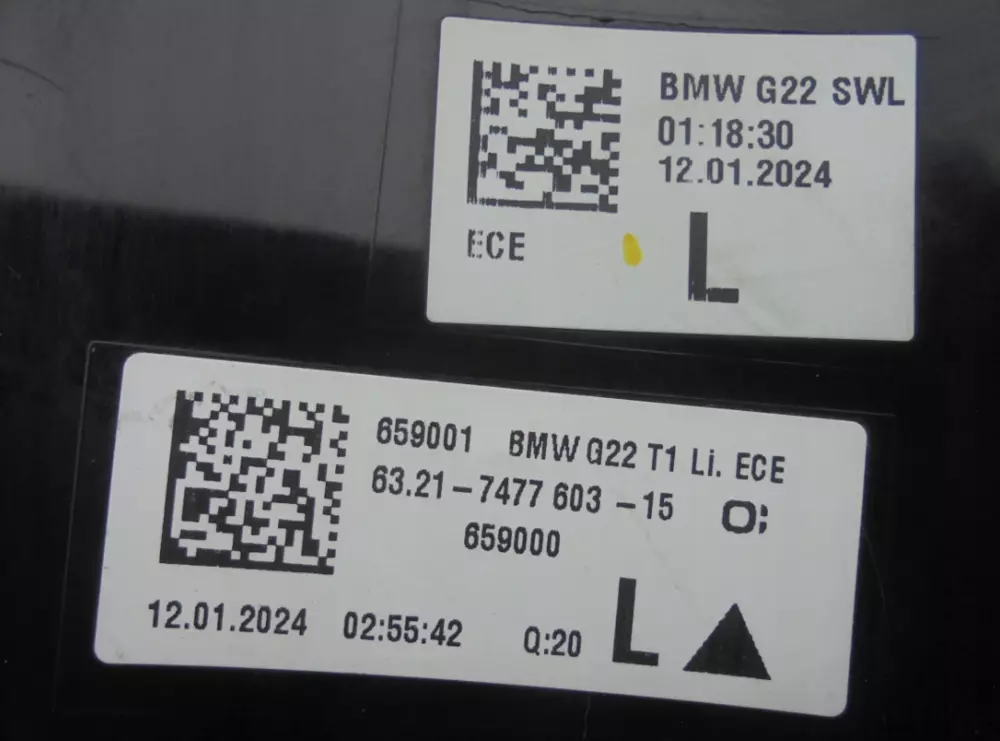 BMW G22 SWL
01:18:30
12.01.2024
ECE
L
659001 BMW G22 T1 Li. ECE
63.21-7477 603-15 O;
659000
12.01.2024 02:55:42 Q:20 L